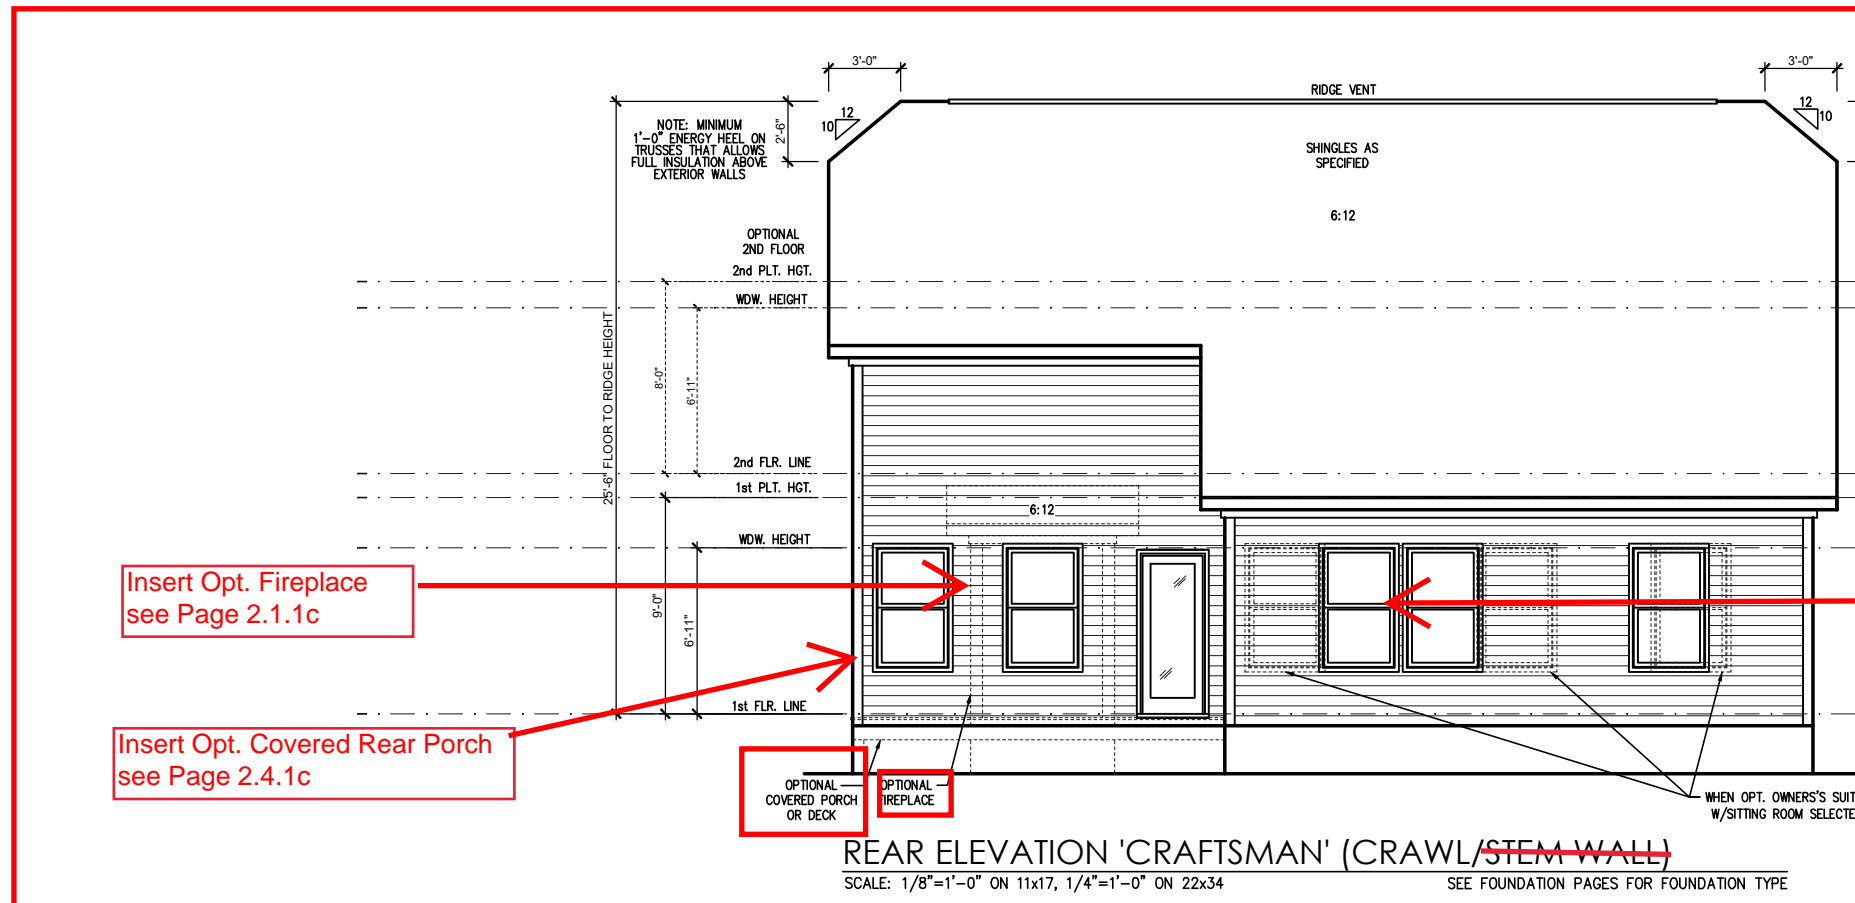 3'-0"
3'-0"
RIDGE VENT
12
10
12
10
2'-6"
NOTE: MINIMUM
1'-0" ENERGY HEEL ON
TRUSSES THAT ALLOWS
FULL INSULATION ABOVE
EXTERIOR WALLS
SHINGLES AS
SPECIFIED
6:12
OPTIONAL
2ND FLOOR
2nd PLT. HGT.
WDW. HEIGHT
25'-6" FLOOR TO RIDGE HEIGHT
8'-0"
6'-11"
2nd FLR. LINE
1st PLT. HGT.
6:12
WDW. HEIGHT
Insert Opt. Fireplace
see Page 2.1.1c
9'-0"
6'-11"
1st FLR. LINE
Insert Opt. Covered Rear Porch
see Page 2.4.1c
OPTIONAL
COVERED PORCH
OR DECK
OPTIONAL
FIREPLACE
WHEN OPT. OWNERS'S SUIT
W/SITTING ROOM SELECTE
REAR ELEVATION 'CRAFTSMAN' (CRAWL/STEM WALL)
SCALE: 1/8"=1'-0" ON 11x17, 1/4"=1'-0" ON 22x34
SEE FOUNDATION PAGES FOR FOUNDATION TYPE